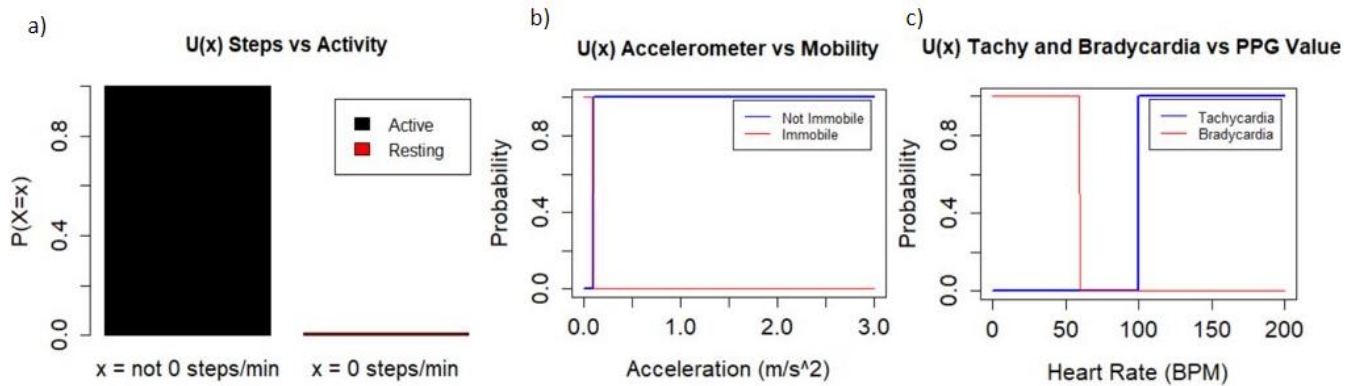 a)
U(x) Steps vs Activity
P(X=x)
0.8
0.4
0.0
Active
Resting
x = not 0 steps/min
x = 0 steps/min
b)
U(x) Accelerometer vs Mobility
Probability
0.8
0.4
0.0
Not Immobile
Immobile
0.0 1.0 2.0 3.0
Acceleration (m/s^2)
c)
U(x) Tachy and Bradycardia vs PPG Value
Probability
0.8
0.4
0.0
Tachycardia
Bradycardia
0 50 100 150 200
Heart Rate (BPM)